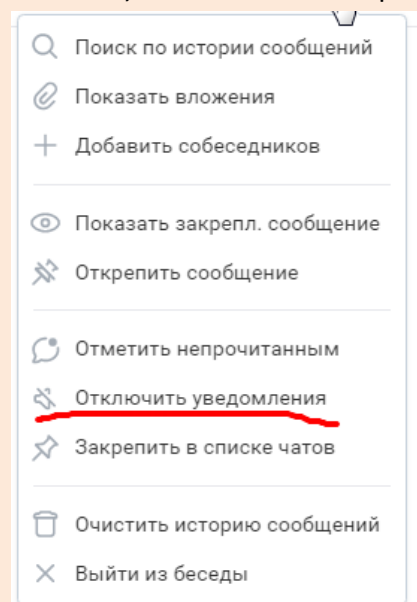 Поиск по истории сообщений
Показать вложения
Добавить собеседников
Показать закрепл. сообщение
Открепить сообщение
Отметить непрочитанным
Отключить уведомления
Закрепить в списке чатов
Очистить историю сообщений
Выйти из беседы